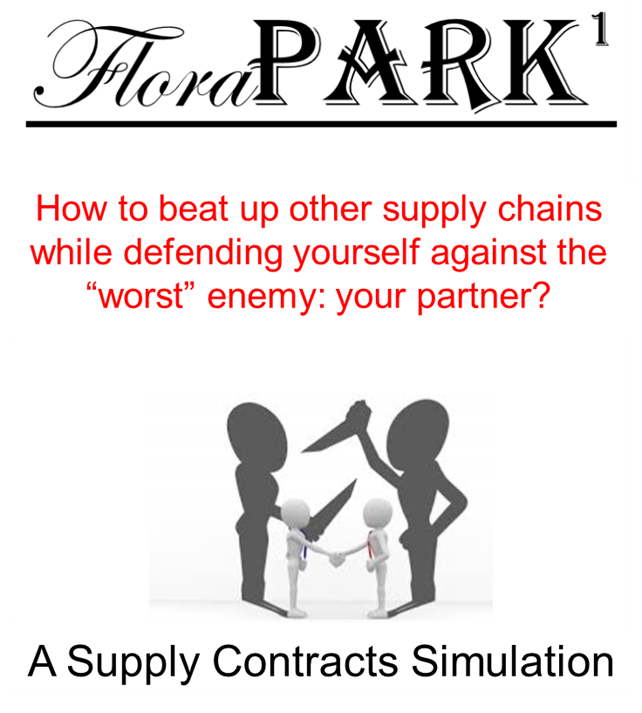 FloraPARK¹
How to beat up other supply chains
while defending yourself against the
“worst” enemy: your partner?
A Supply Contracts Simulation